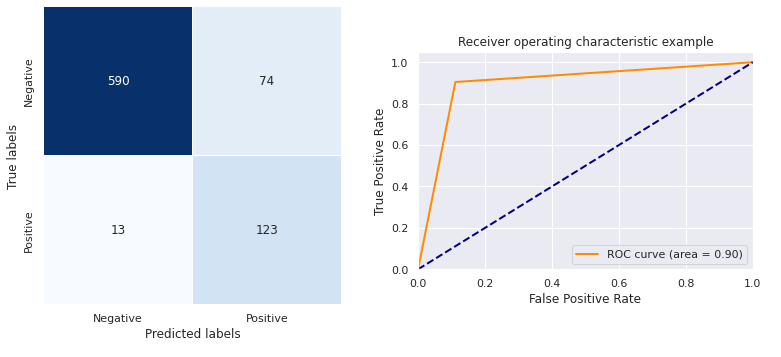 True labels
Negative
Positive
590
74
13
123
Negative
Positive
Predicted labels
Receiver operating characteristic example
True Positive Rate
1.0
0.8
0.6
0.4
0.2
0.0
ROC curve (area = 0.90)
0.0
0.2
0.4
0.6
0.8
1.0
False Positive Rate